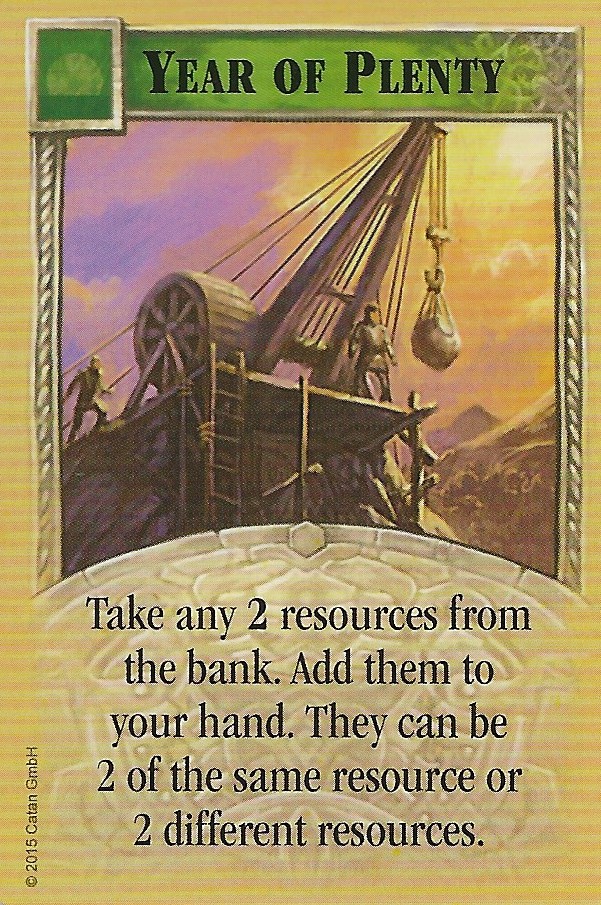 YEAR OF PLENTY
Take any 2 resources from
the bank. Add them to
your hand. They can be
2 of the same resource or
2 different resources.
© 2015 Catan GmbH